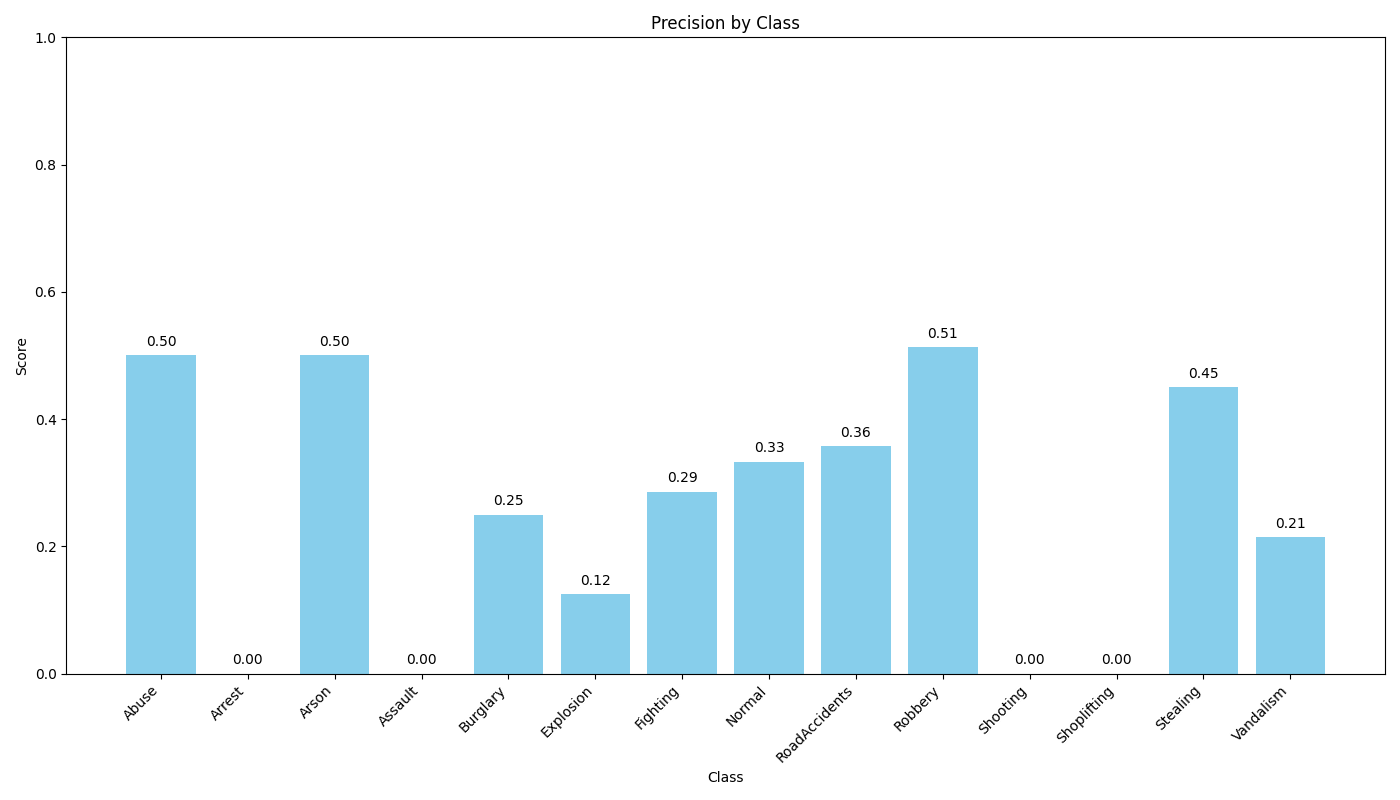 Precision by Class
Score
1.0
0.8
0.6
0.4
0.2
0.0
0.50
0.00
0.50
0.00
0.25
0.12
0.29
0.33
0.36
0.51
0.00
0.00
0.45
0.21
Abuse
Arrest
Arson
Assault
Burglary
Explosion
Fighting
Normal
RoadAccidents
Robbery
Shooting
Shoplifting
Stealing
Vandalism
Class